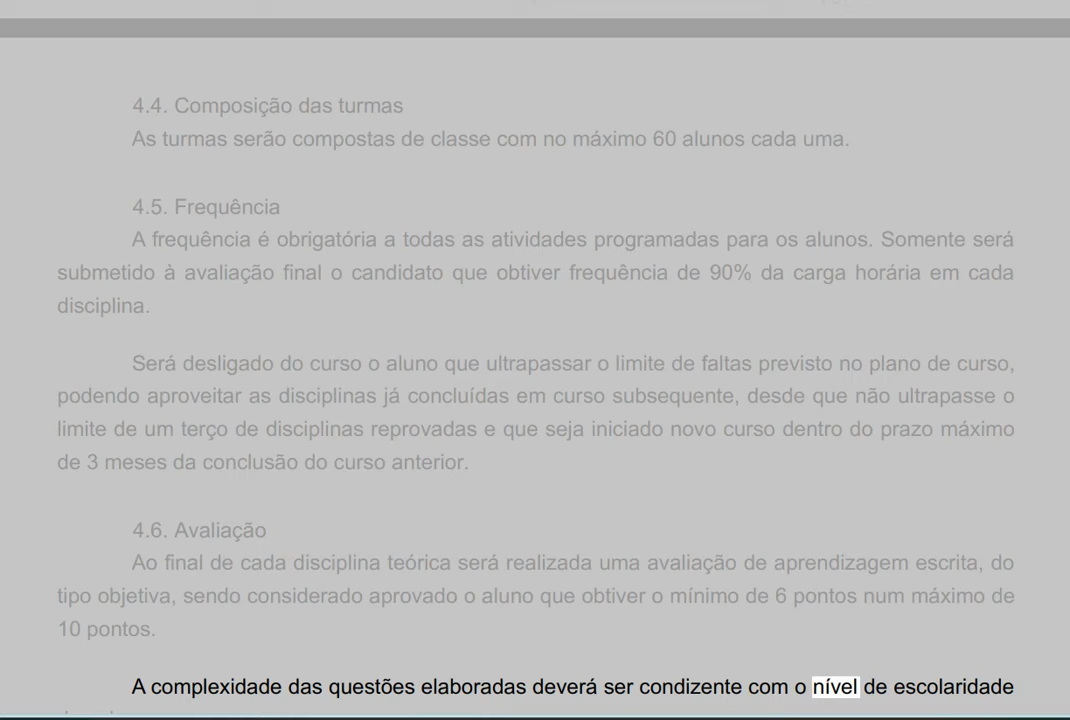 4.4. Composição das turmas
As turmas serão compostas de classe com no máximo 60 alunos cada uma.
4.5. Frequência
A frequência é obrigatória a todas as atividades programadas para os alunos. Somente será
submetido à avaliação final o candidato que obtiver frequência de 90% da carga horária em cada
disciplina.
Será desligado do curso o aluno que ultrapassar o limite de faltas previsto no plano de curso,
podendo aproveitar as disciplinas já concluídas em curso subsequente, desde que não ultrapasse o
limite de um terço de disciplinas reprovadas e que seja iniciado novo curso dentro do prazo máximo
de 3 meses da conclusão do curso anterior.
4.6. Avaliação
Ao final de cada disciplina teórica será realizada uma avaliação de aprendizagem escrita, do
tipo objetiva, sendo considerado aprovado o aluno que obtiver o mínimo de 6 pontos num máximo de
10 pontos.
A complexidade das questões elaboradas deverá ser condizente com o nível de escolaridade